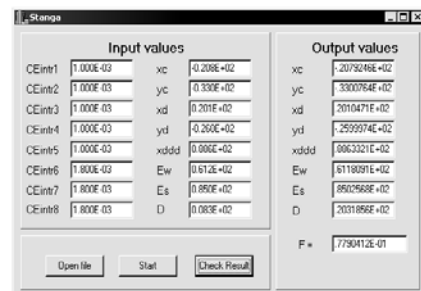 Stanga
Input values
Output values
CEintr1 1.000E-03 xc -0.208E+02 xc -.2079246E+02
CEintr2 1.000E-03 yc -0.330E+02 yc -.3300764E+02
CEintr3 1.000E-03 xd 0.201E+02 xd .2010471E+02
CEintr4 1.000E-03 yd -0.260E+02 yd -.2599974E+02
CEintr5 1.000E-03 xddd 0.086E+02 xddd .0863321E+02
CEintr6 1.800E-03 Ew 0.612E+02 Ew .6118091E+02
CEintr7 1.800E-03 Es 0.850E+02 Es .8502568E+02
CEintr8 1.800E-03 D 0.083E+02 D .2031856E+02
F = .7790412E-01
Open file Start Check Result